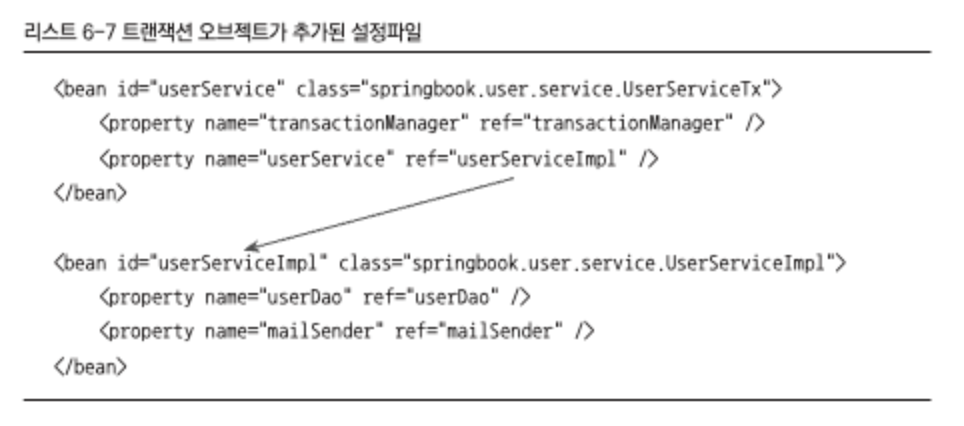 리스트 6-7 트랜잭션 오브젝트가 추가된 설정파일
<bean id="userService" class="springbook.user.service.UserServiceTx">
<property name="transactionManager" ref="transactionManager" />
<property name="userService" ref="userServiceImpl" />
</bean>
<bean id="userServiceImpl" class="springbook.user.service.UserServiceImpl">
<property name="userDao" ref="userDao" />
<property name="mailSender" ref="mailSender" />
</bean>